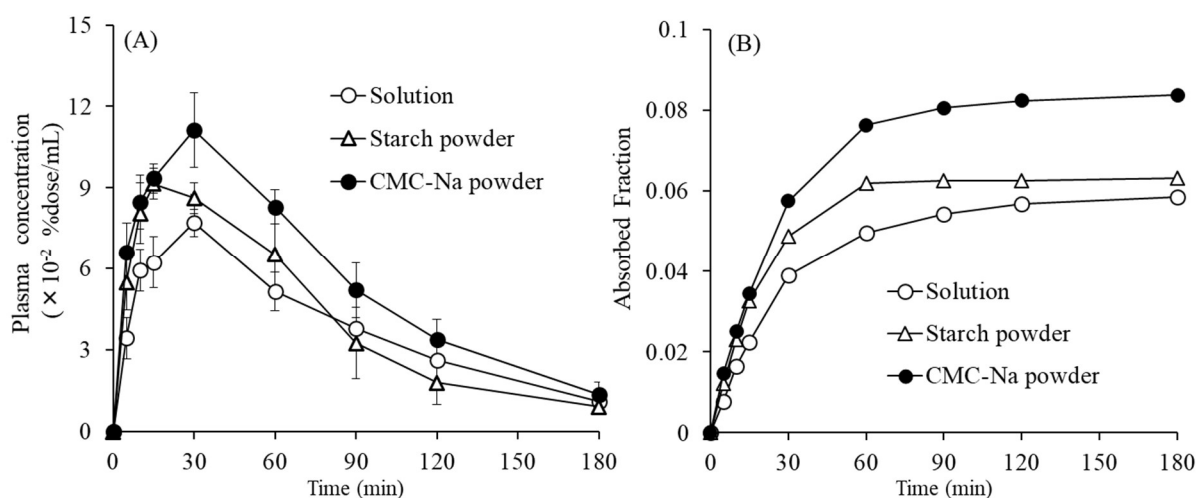 (A)
15
12
9
6
3
0
Plasma concentration
( × 10-2 %dose/mL)
Solution
Starch powder
CMC-Na powder
0 30 60 90 120 150 180
Time (min)
(B)
0.1
0.08
0.06
0.04
0.02
0
Absorbed Fraction
Solution
Starch powder
CMC-Na powder
0 30 60 90 120 150 180
Time (min)